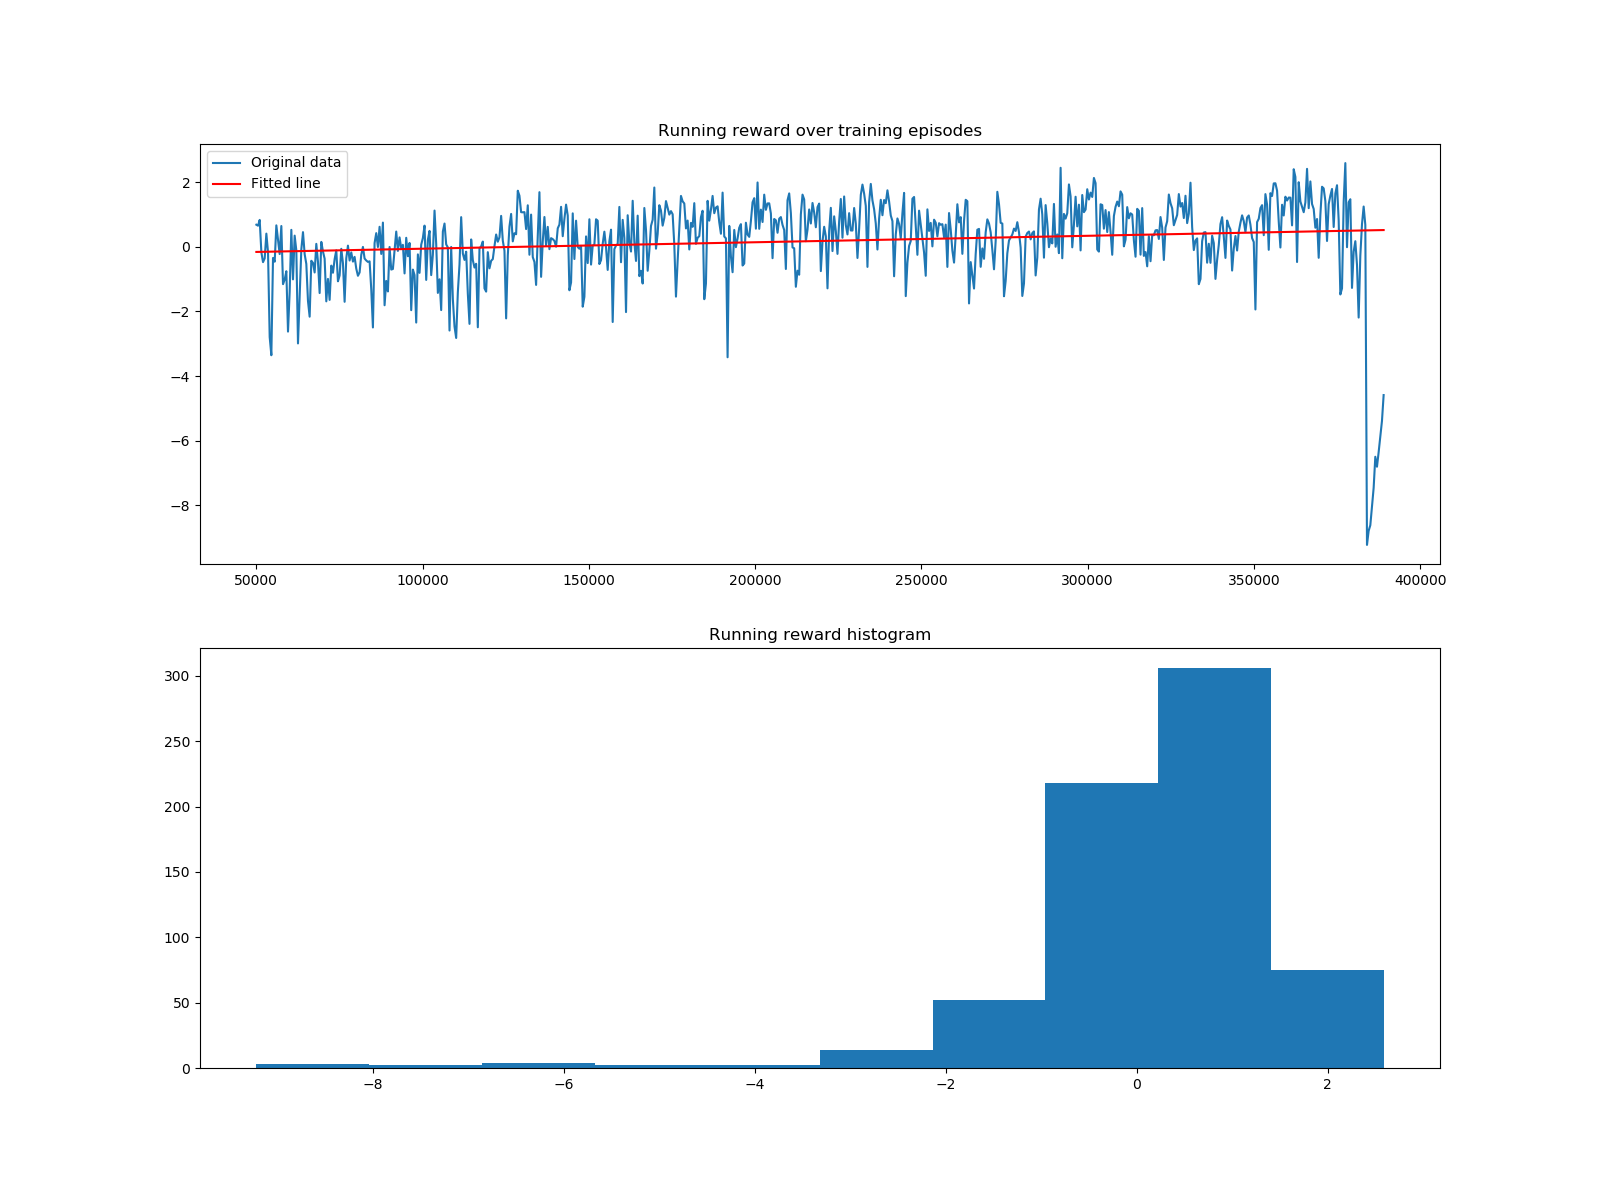 Running reward over training episodes
Original data
Fitted line
2
0
−2
−4
−6
−8
50000 100000 150000 200000 250000 300000 350000 400000
Running reward histogram
300
250
200
150
100
50
0
−8 −6 −4 −2 0 2